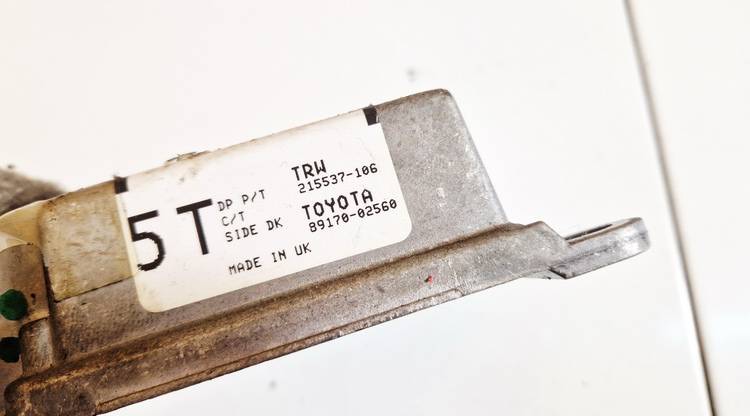 5T
DP P/T
C/T
SIDE DK
TRW
215537-106
TOYOTA
89170-02560
MADE IN UK